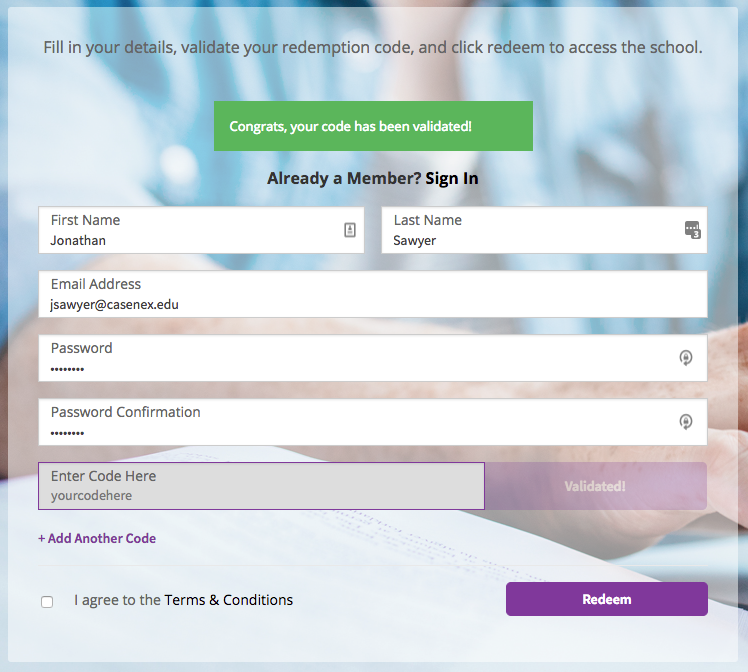 Fill in your details, validate your redemption code, and click redeem to access the school.
Congrats, your code has been validated!
Already a Member? Sign In
First Name
Jonathan
Last Name
Sawyer
3
Email Address
jsawyer@casenex.edu
Password
••••••••
Password Confirmation
••••••••
Enter Code Here
yourcodehere
Validated!
+ Add Another Code
I agree to the Terms & Conditions
Redeem